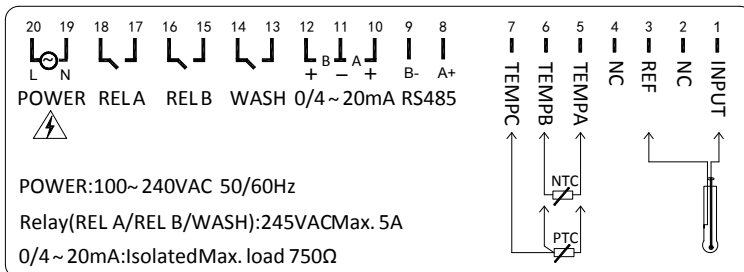 20 19 18 17 16 15 14 13 12 11 10 9 8 7 6 5 4 3 2 1
L N + B − A + B- A+
POWER REL A REL B WASH 0/4~20mA RS485
TEMPC TEMPB TEMPA NC REF NC INPUT
NTC
PTC
POWER:100~240VAC 50/60Hz
Relay(REL A/REL B/WASH):245VACMax. 5A
0/4~20mA:IsolatedMax. load 750Ω